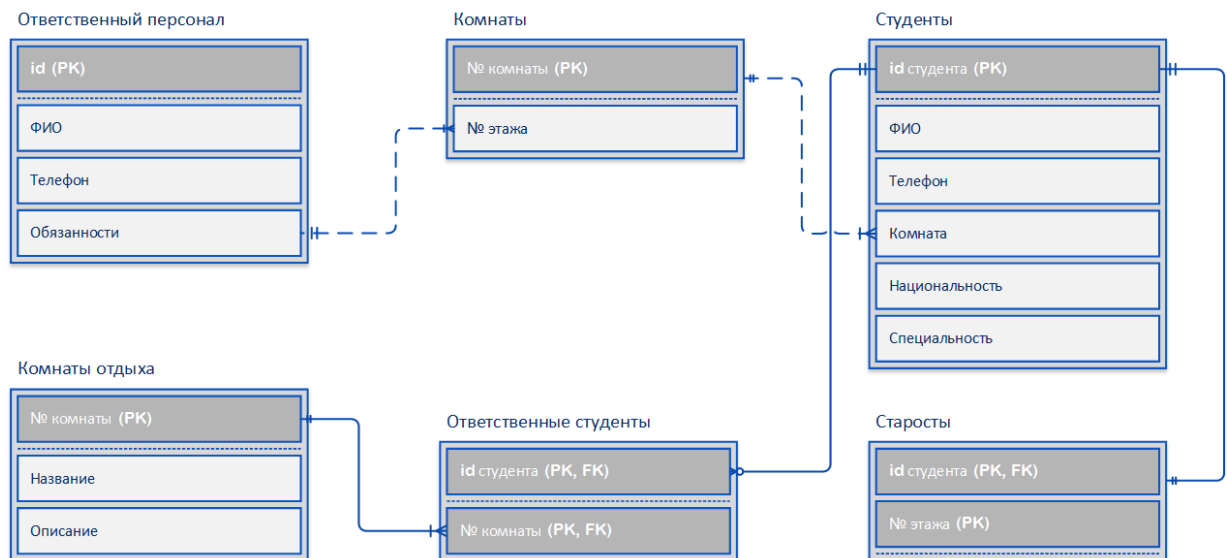 Ответственный персонал
id (PK)
ФИО
Телефон
Обязанности
Комнаты
№ комнаты (PK)
№ этажа
Студенты
id студента (PK)
ФИО
Телефон
Комната
Национальность
Специальность
Комнаты отдыха
№ комнаты (PK)
Название
Описание
Ответственные студенты
id студента (PK, FK)
№ комнаты (PK, FK)
Старосты
id студента (PK, FK)
№ этажа (PK)